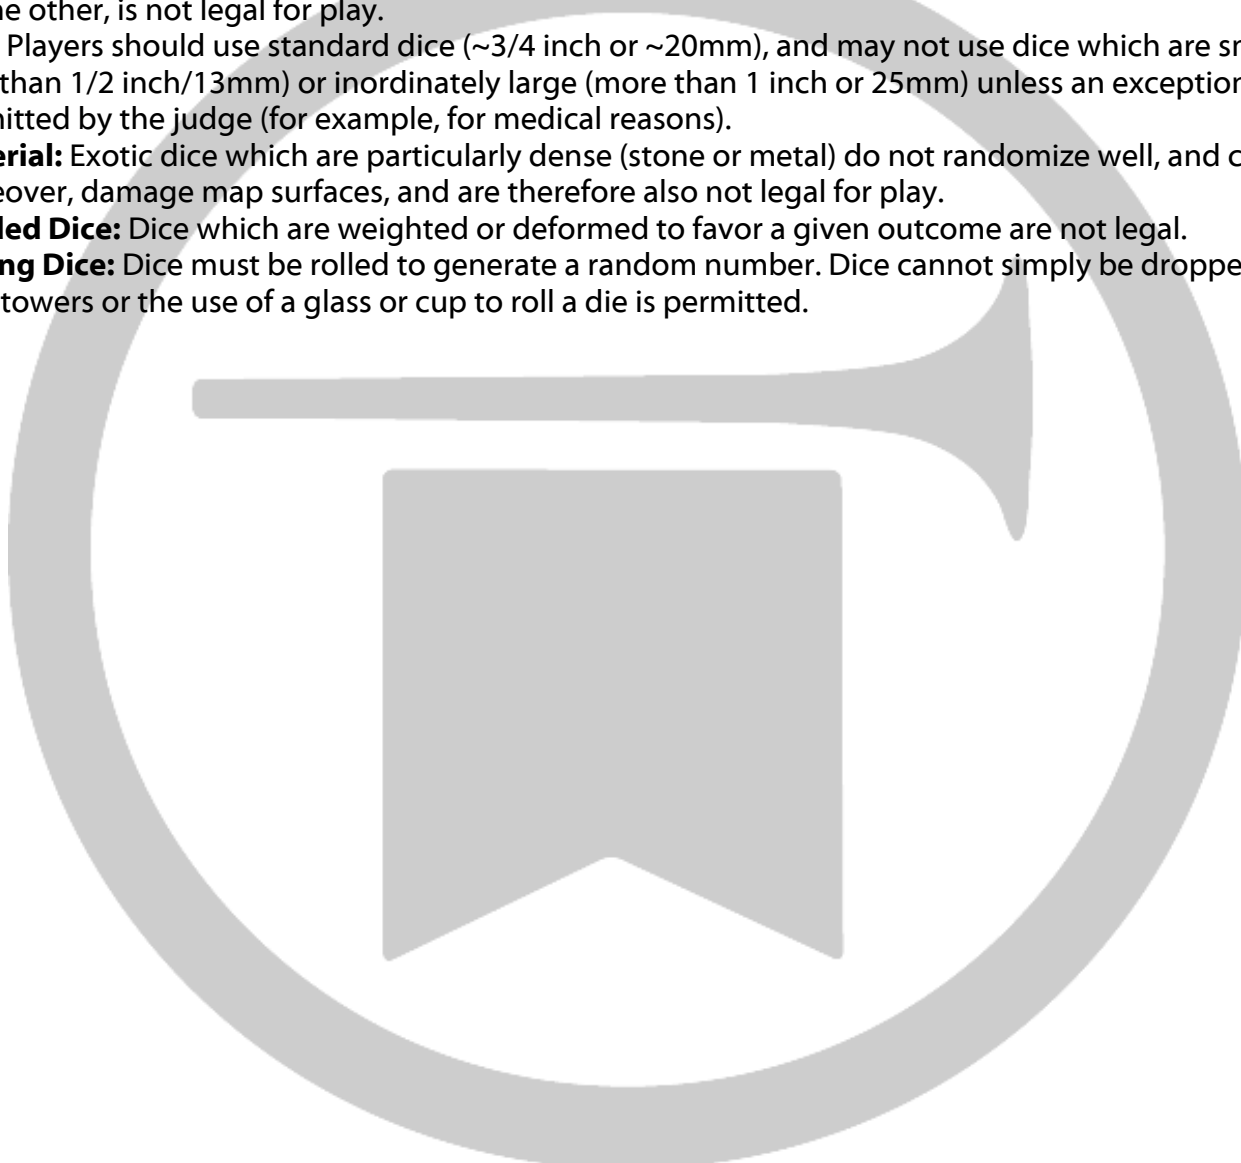 ne other, is not legal for play.
Players should use standard dice (~3/4 inch or ~20mm), and may not use dice which are sm
than 1/2 inch/13mm) or inordinately large (more than 1 inch or 25mm) unless an exception
nitted by the judge (for example, for medical reasons).
erial: Exotic dice which are particularly dense (stone or metal) do not randomize well, and c
eover, damage map surfaces, and are therefore also not legal for play.
led Dice: Dice which are weighted or deformed to favor a given outcome are not legal.
ng Dice: Dice must be rolled to generate a random number. Dice cannot simply be droppe
towers or the use of a glass or cup to roll a die is permitted.